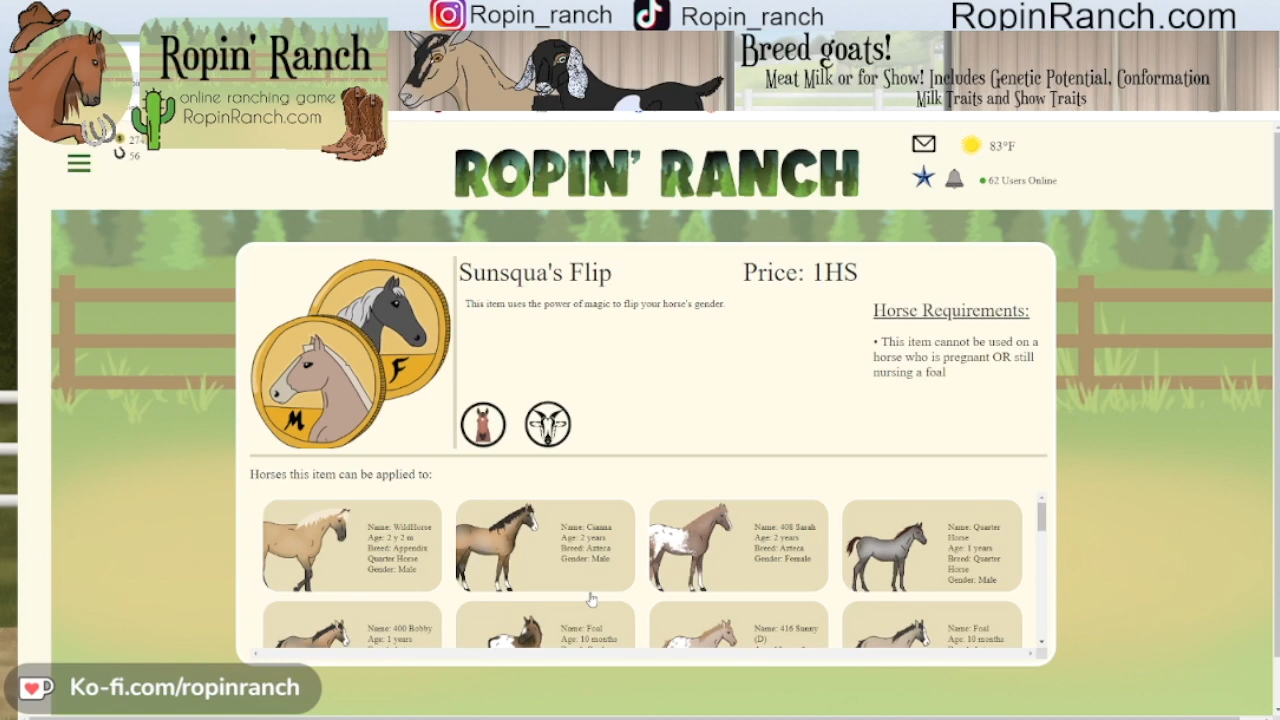 Ropin_ranch
Ropin_ranch
RopinRanch.com
Ropin' Ranch
online ranching game
RopinRanch.com
Breed goats!
Meat Milk or for Show! Includes Genetic Potential, Conformation
Milk Traits and Show Traits
56
ROPIN' RANCH
83°F
62 Users Online
Sunsqua's Flip
Price: 1HS
This item uses the power of magic to flip your horse's gender.
Horse Requirements:
• This item cannot be used on a
horse who is pregnant OR still
nursing a foal
F
M
Horses this item can be applied to:
Name: WildHorse
Age: 2 y 2 m
Breed: Appendix
Quarter Horse
Gender: Male
Name: Cianna
Age: 2 years
Breed: Azteca
Gender: Male
Name: 408 Sarah
Age: 2 years
Breed: Azteca
Gender: Female
Name: Quarter
Horse
Age: 1 years
Breed: Quarter
Horse
Gender: Male
Name: 400 Bobby
Age: 1 years
Name: Foal
Age: 10 months
Name: 416 Sunny
(D)
Name: Foal
Age: 10 months
Ko-fi.com/ropinranch